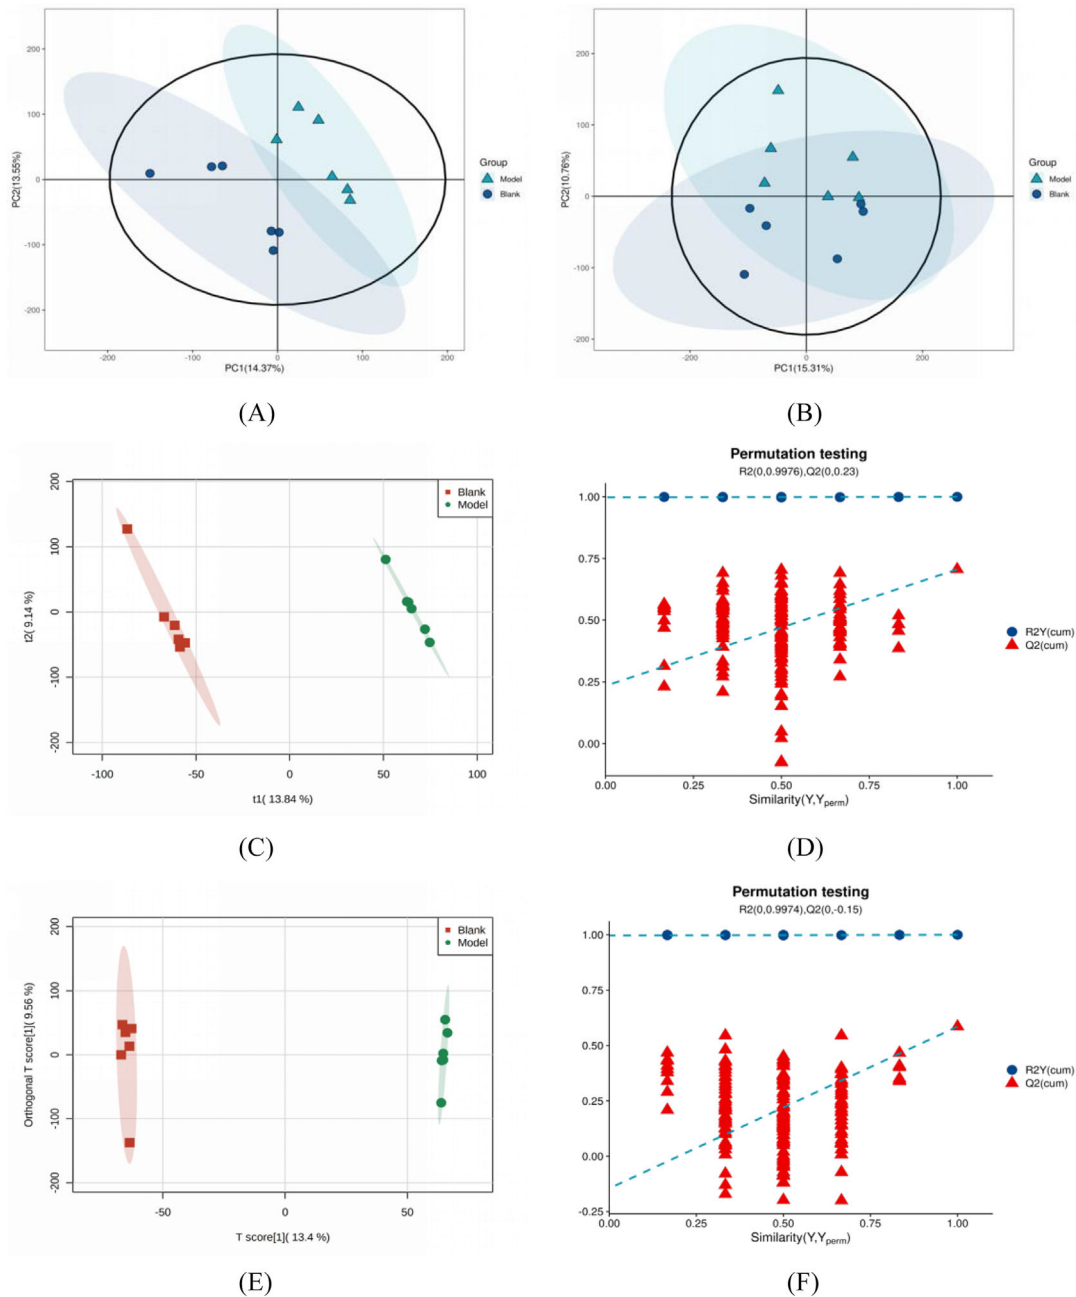 200
100
0
-100
-200
PC2(13.55%)
-200
-100
0
100
200
PC1(14.37%)
Group
Model
Blank
(A)
200
100
0
-100
-200
PC2(10.76%)
-200
0
200
PC1(15.31%)
Group
Model
Blank
(B)
200
100
0
-100
-200
t2( 9.14 %)
Blank
Model
-100
-50
0
50
100
t1( 13.84 %)
(C)
Permutation testing
R2(0,0.9976),Q2(0,0.23)
1.00
0.75
0.50
0.25
0.00
R2Y(cum)
Q2(cum)
0.00
0.25
0.50
0.75
1.00
Similarity(Y,Yperm)
(D)
200
100
0
-100
-200
Orthogonal T score[1]( 9.56 %)
Blank
Model
-50
0
50
T score[1]( 13.4 %)
(E)
Permutation testing
R2(0,0.9974),Q2(0,-0.15)
1.00
0.75
0.50
0.25
0.00
-0.25
R2Y(cum)
Q2(cum)
0.00
0.25
0.50
0.75
1.00
Similarity(Y,Yperm)
(F)